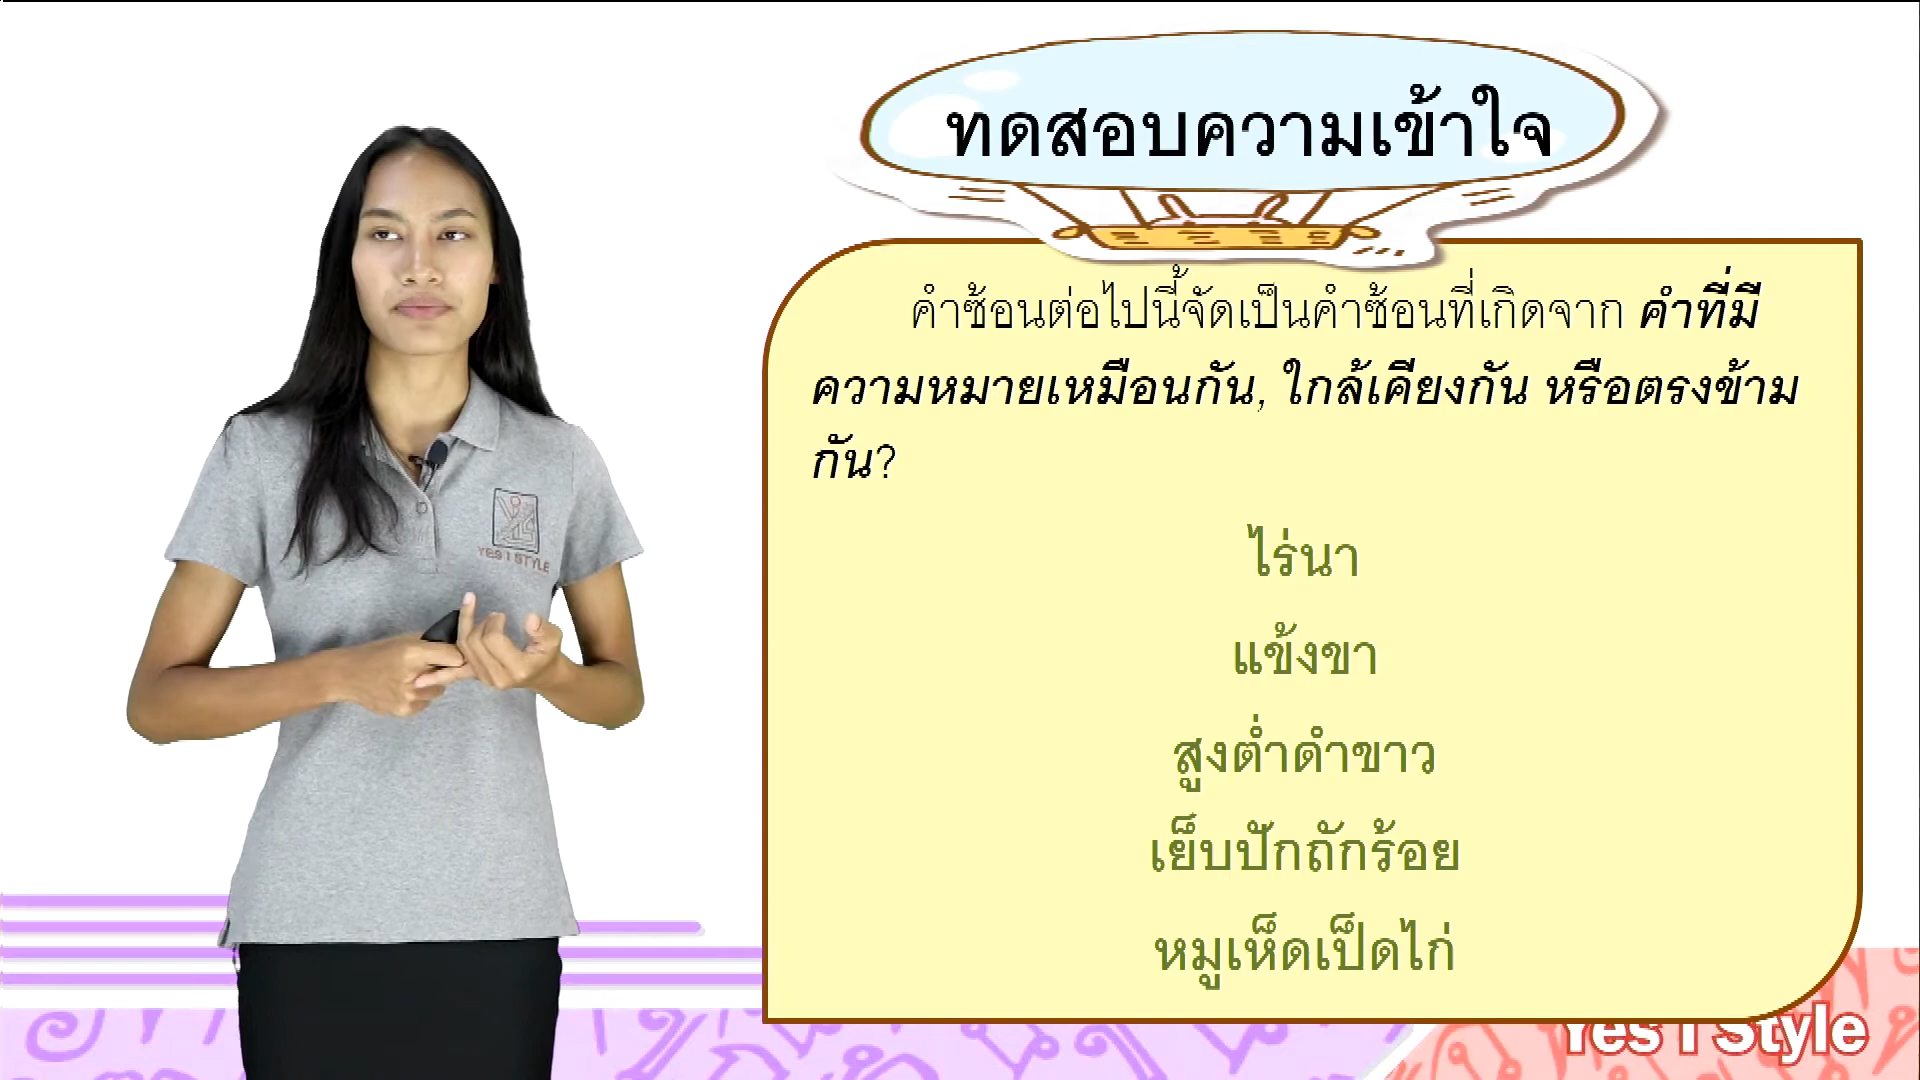 ทดสอบความเข้าใจ
คำซ้อนต่อไปนี้จัดเป็นคำซ้อนที่เกิดจาก คำที่มี
ความหมายเหมือนกัน, ใกล้เคียงกัน หรือตรงข้าม
กัน?
ไร่นา
แข้งขา
สูงต่ำดำขาว
เย็บปักถักร้อย
หมูเห็ดเป็ดไก่
YES I STYLE
Yes I Style